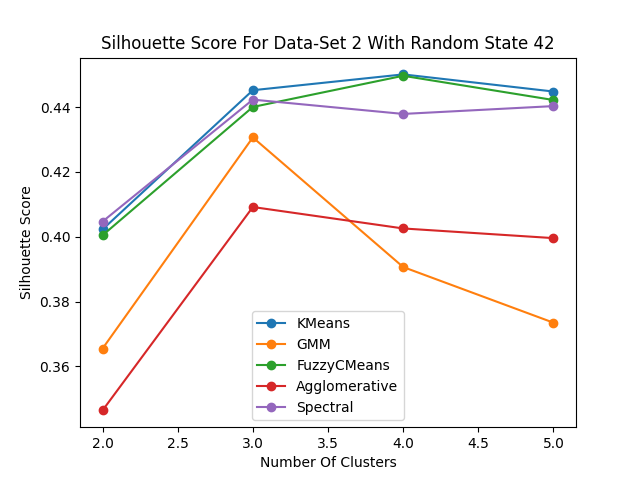 Silhouette Score For Data-Set 2 With Random State 42
Silhouette Score
0.44
0.42
0.40
0.38
0.36
KMeans
GMM
FuzzyCMeans
Agglomerative
Spectral
2.0 2.5 3.0 3.5 4.0 4.5 5.0
Number Of Clusters